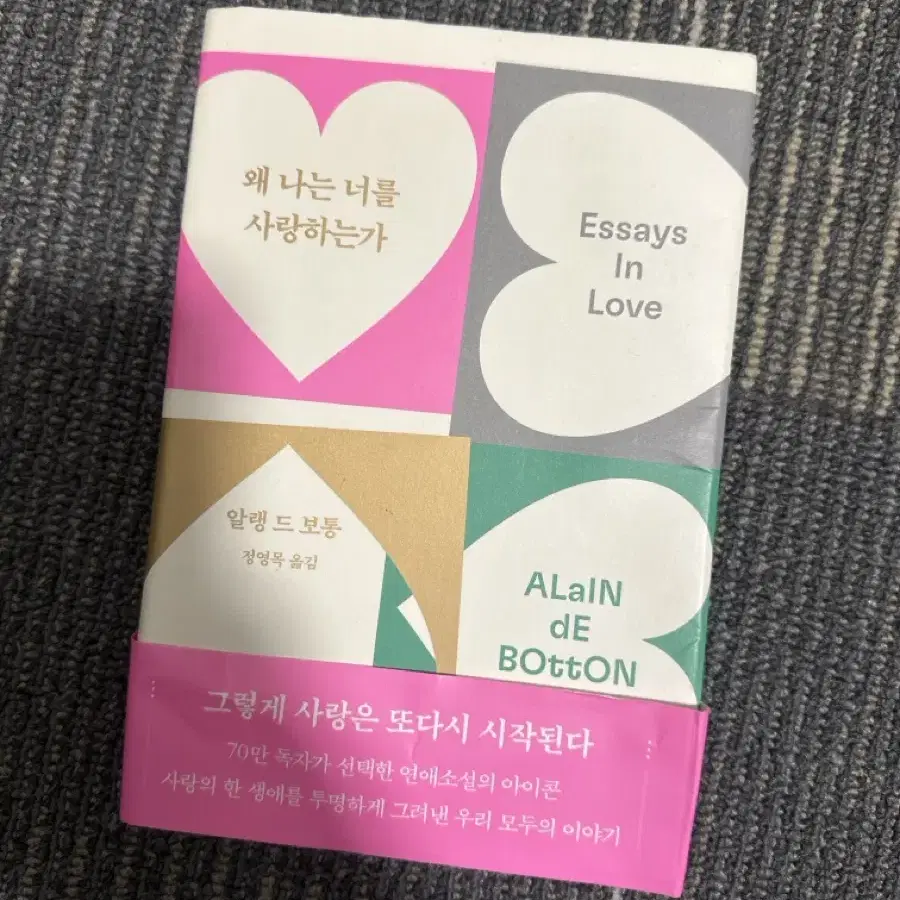 왜 나는 너를
사랑하는가
Essays
In
Love
알랭 드 보통
정영목 옮김
ALaIN
dE
BOttON
그렇게 사랑은 또다시 시작된다
70만 독자가 선택한 연애소설의 아이콘
사랑의 한 생애를 투명하게 그려낸 우리 모두의 이야기